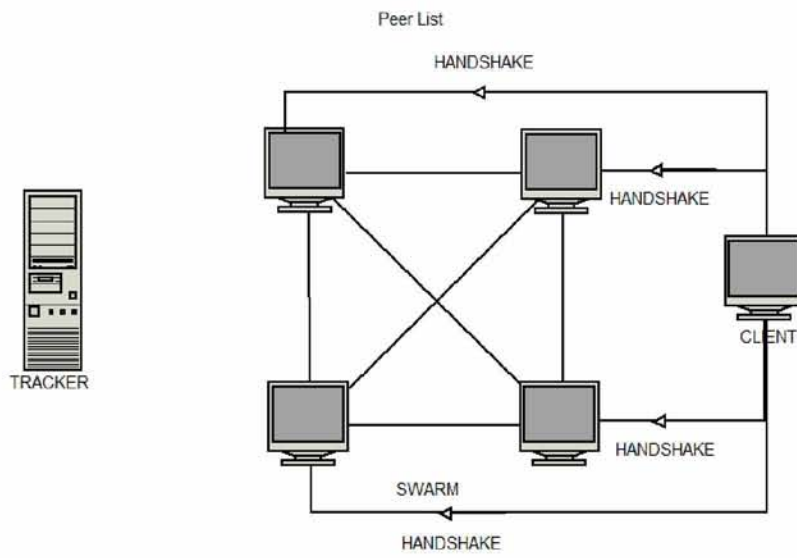 Peer List
HANDSHAKE
HANDSHAKE
CLIENT
TRACKER
HANDSHAKE
SWARM
HANDSHAKE